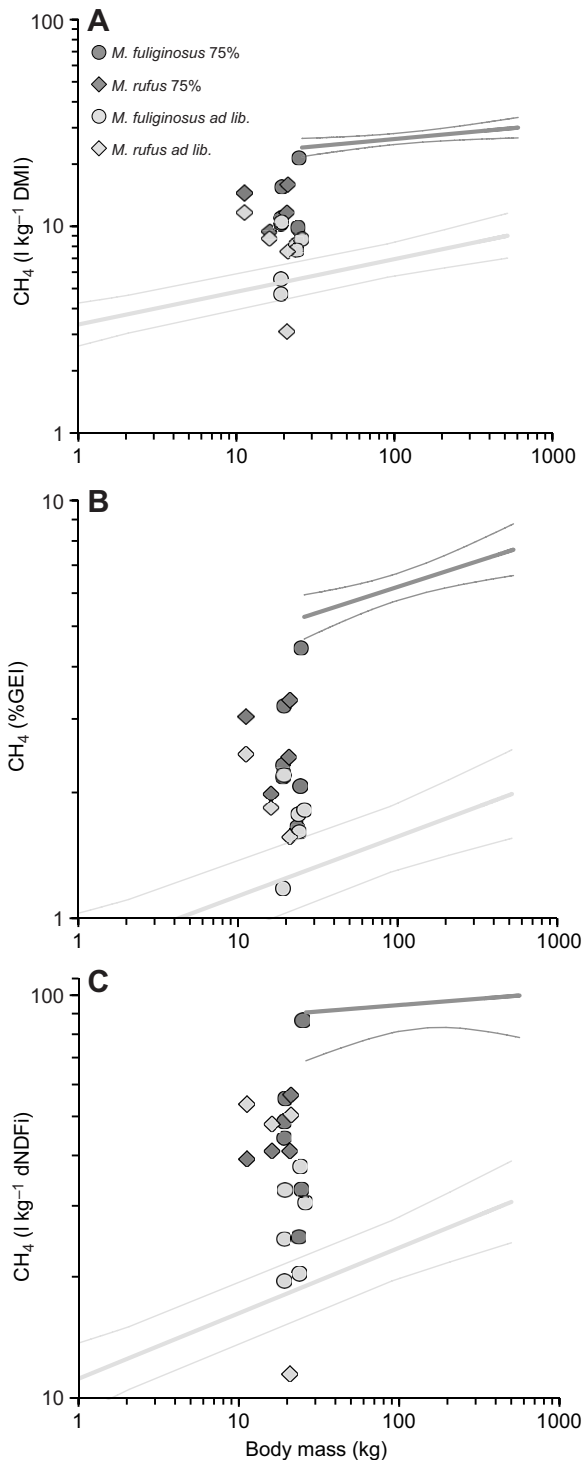 A
100
M. fuliginosus 75%
M. rufus 75%
M. fuliginosus ad lib.
M. rufus ad lib.
CH₄ (l kg⁻¹ DMI)
10
1
1 10 100 1000
B
10
CH₄ (%GEI)
1
1 10 100 1000
C
100
CH₄ (l kg⁻¹ dNDFi)
10
1 10 100 1000
Body mass (kg)